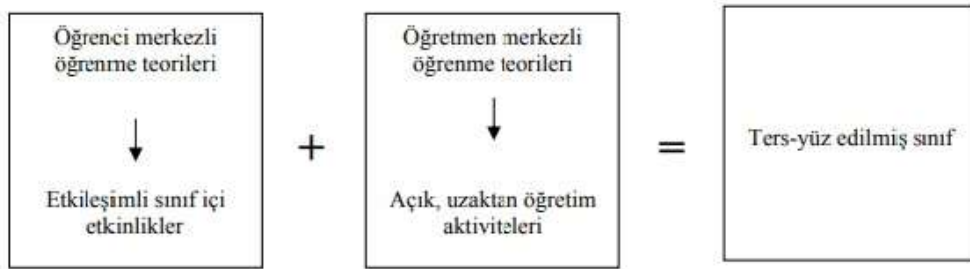 Öğrenci merkezli
öğrenme teorileri
Etkileşimli sınıf içi
etkinlikler
+
Öğretmen merkezli
öğrenme teorileri
Açık, uzaktan öğretim
aktiviteleri
=
Ters-yüz edilmiş sınıf